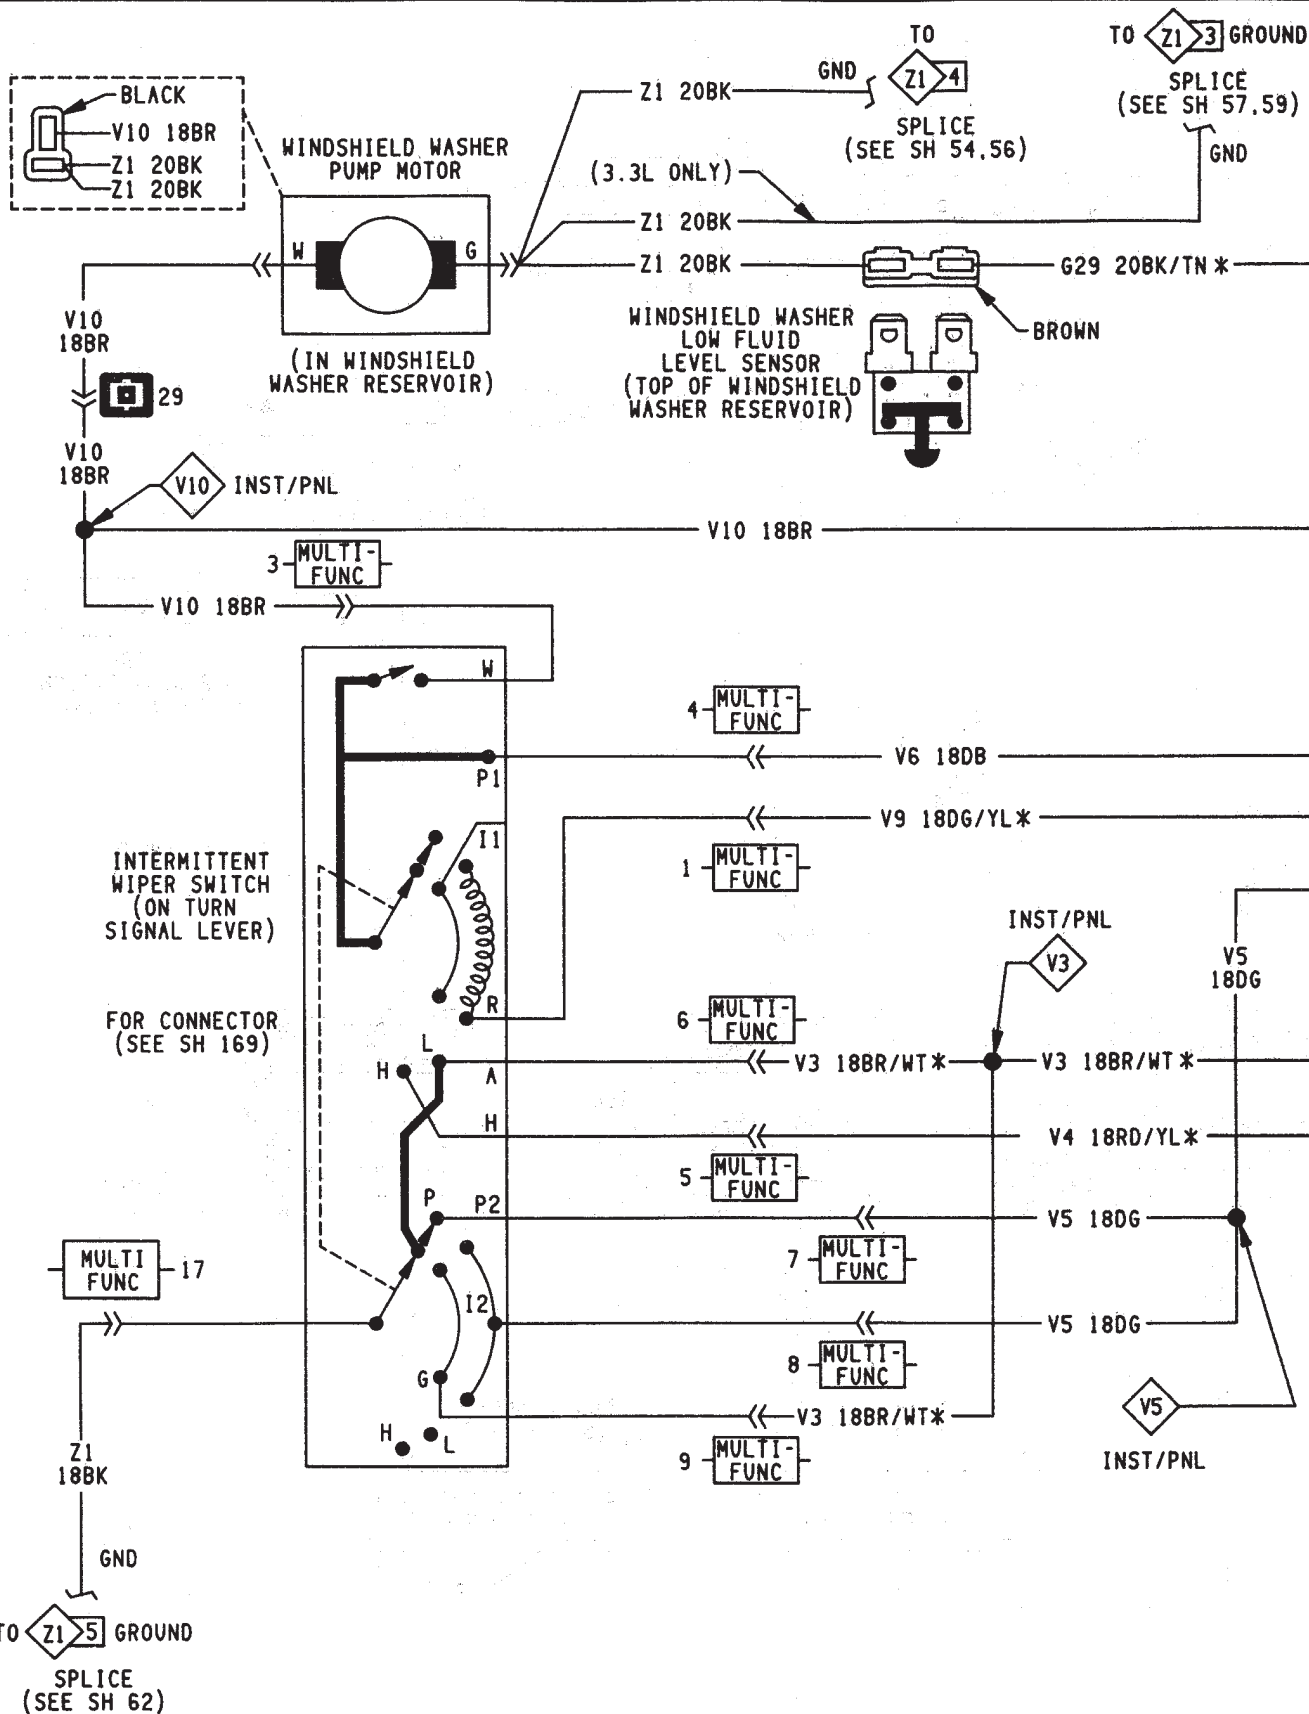 TO
Z1 4
SPLICE
(SEE SH 54,56)
TO Z1 3 GROUND
SPLICE
(SEE SH 57,59)
GND
BLACK
V10 18BR
Z1 20BK
Z1 20BK
WINDSHIELD WASHER
PUMP MOTOR
Z1 20BK
GND
(3.3L ONLY)
Z1 20BK
W
G
Z1 20BK
G29 20BK/TN*
(IN WINDSHIELD
WASHER RESERVOIR)
WINDSHIELD WASHER
LOW FLUID
LEVEL SENSOR
(TOP OF WINDSHIELD
WASHER RESERVOIR)
BROWN
V10
18BR
29
V10
18BR
V10 INST/PNL
V10 18BR
3 MULTI-
FUNC
V10 18BR
W
4 MULTI-
FUNC
P1
V6 18DB
V9 18DG/YL*
I1
1 MULTI-
FUNC
INTERMITTENT
WIPER SWITCH
(ON TURN
SIGNAL LEVER)
INST/PNL
V3
V5
18DG
R
FOR CONNECTOR
(SEE SH 169)
6 MULTI-
FUNC
L
H
A
V3 18BR/WT*
V3 18BR/WT*
H
V4 18RD/YL*
5 MULTI-
FUNC
P
P2
V5 18DG
7 MULTI-
FUNC
MULTI
FUNC 17
I2
V5 18DG
8 MULTI-
FUNC
G
V3 18BR/WT*
V5
INST/PNL
H
L
9 MULTI-
FUNC
Z1
18BK
GND
TO Z1 5 GROUND
SPLICE
(SEE SH 62)